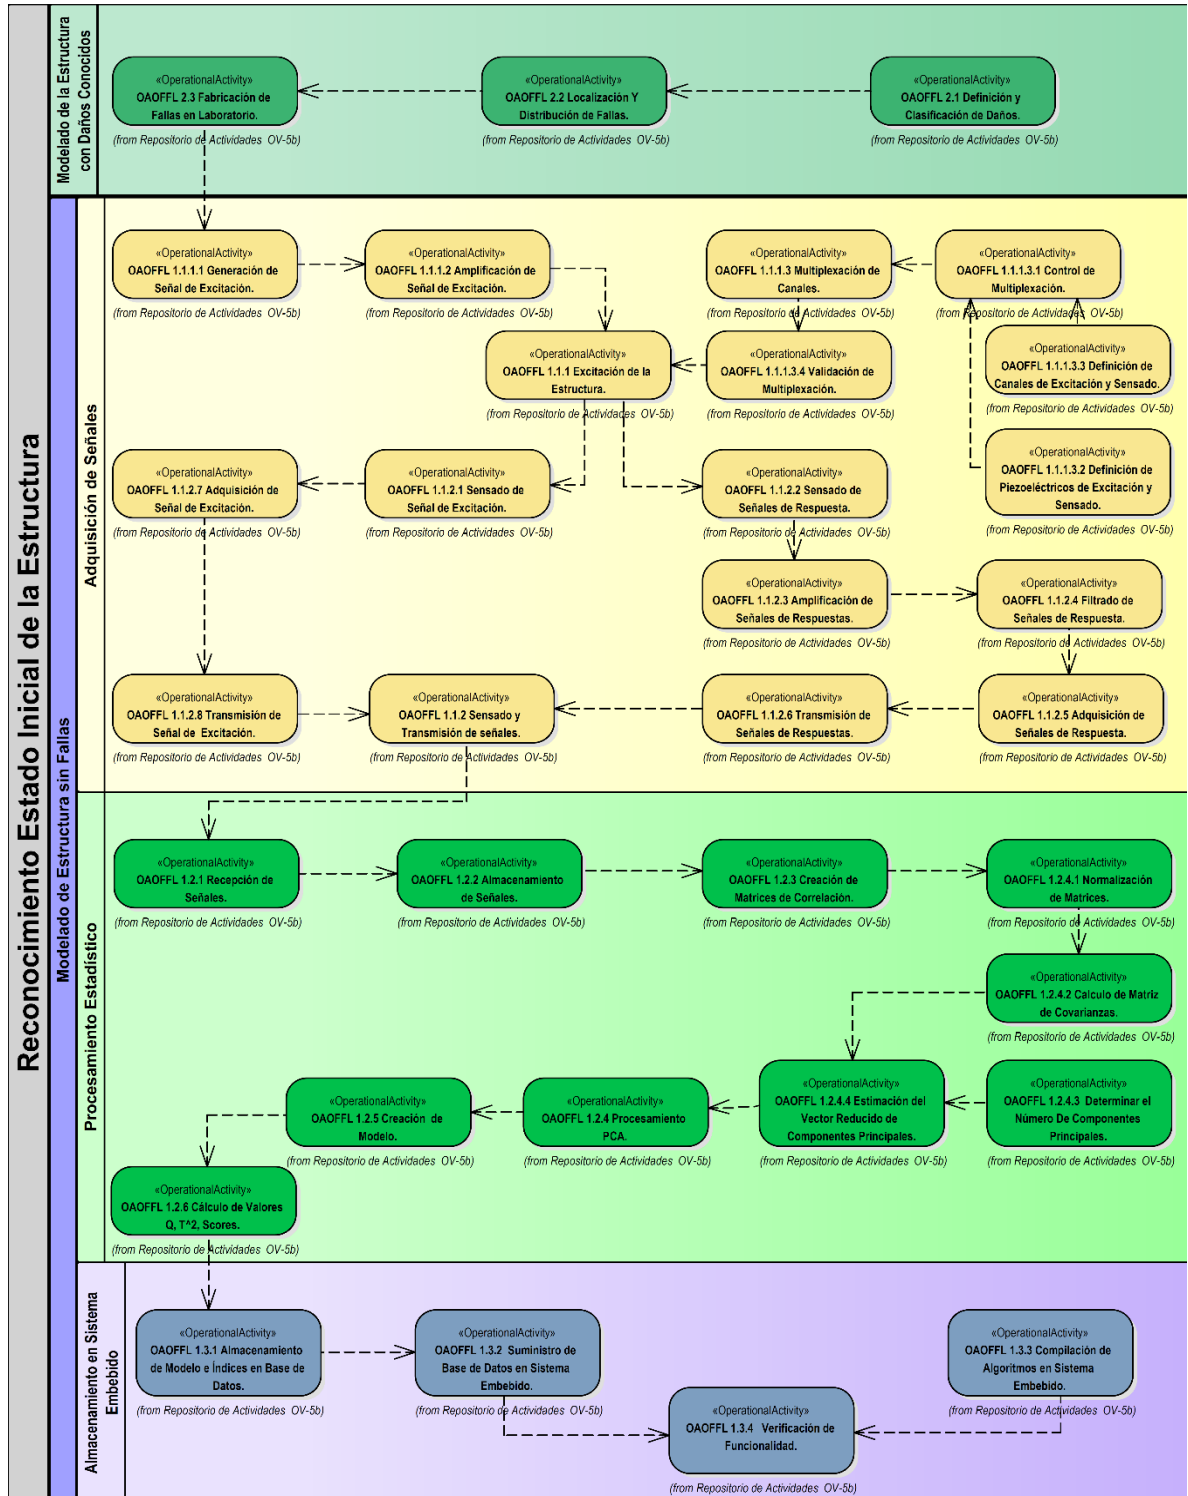 Reconocimiento Estado Inicial de la Estructura
Modelado de la Estructura
con Daños Conocidos
«OperationalActivity»
OAOFFL 2.3 Fabricación de
Fallas en Laboratorio.
(from Repositorio de Actividades OV-5b)
«OperationalActivity»
OAOFFL 2.2 Localización Y
Distribución de Fallas.
(from Repositorio de Actividades OV-5b)
«OperationalActivity»
OAOFFL 2.1 Definición y
Clasificación de Daños.
(from Repositorio de Actividades OV-5b)
Modelado de Estructura sin Fallas
Adquisición de Señales
«OperationalActivity»
OAOFFL 1.1.1.1 Generación de
Señal de Excitación.
(from Repositorio de Actividades OV-5b)
«OperationalActivity»
OAOFFL 1.1.1.2 Amplificación de
Señal de Excitación.
(from Repositorio de Actividades OV-5b)
«OperationalActivity»
OAOFFL 1.1.1.3 Multiplexación de
Canales.
(from Repositorio de Actividades OV-5b)
«OperationalActivity»
OAOFFL 1.1.1.3.1 Control de
Multiplexación.
(from Repositorio de Actividades OV-5b)
«OperationalActivity»
OAOFFL 1.1.1 Excitación de la
Estructura.
(from Repositorio de Actividades OV-5b)
«OperationalActivity»
OAOFFL 1.1.1.3.4 Validación de
Multiplexación.
(from Repositorio de Actividades OV-5b)
«OperationalActivity»
OAOFFL 1.1.1.3.3 Definición de
Canales de Excitación y Sensado.
(from Repositorio de Actividades OV-5b)
«OperationalActivity»
OAOFFL 1.1.2.7 Adquisición de
Señal de Excitación.
(from Repositorio de Actividades OV-5b)
«OperationalActivity»
OAOFFL 1.1.2.1 Sensado de
Señal de Excitación.
(from Repositorio de Actividades OV-5b)
«OperationalActivity»
OAOFFL 1.1.2.2 Sensado de
Señales de Respuesta.
(from Repositorio de Actividades OV-5b)
«OperationalActivity»
OAOFFL 1.1.1.3.2 Definición de
Piezoeléctricos de Excitación y
Sensado.
(from Repositorio de Actividades OV-5b)
«OperationalActivity»
OAOFFL 1.1.2.3 Amplificación de
Señales de Respuestas.
(from Repositorio de Actividades OV-5b)
«OperationalActivity»
OAOFFL 1.1.2.4 Filtrado de
Señales de Respuesta.
(from Repositorio de Actividades OV-5b)
«OperationalActivity»
OAOFFL 1.1.2.8 Transmisión de
Señal de Excitación.
(from Repositorio de Actividades OV-5b)
«OperationalActivity»
OAOFFL 1.1.2 Sensado y
Transmisión de señales.
(from Repositorio de Actividades OV-5b)
«OperationalActivity»
OAOFFL 1.1.2.6 Transmisión de
Señales de Respuestas.
(from Repositorio de Actividades OV-5b)
«OperationalActivity»
OAOFFL 1.1.2.5 Adquisición de
Señales de Respuesta.
(from Repositorio de Actividades OV-5b)
Procesamiento Estadístico
«OperationalActivity»
OAOFFL 1.2.1 Recepción de
Señales.
(from Repositorio de Actividades OV-5b)
«OperationalActivity»
OAOFFL 1.2.2 Almacenamiento
de Señales.
(from Repositorio de Actividades OV-5b)
«OperationalActivity»
OAOFFL 1.2.3 Creación de
Matrices de Correlación.
(from Repositorio de Actividades OV-5b)
«OperationalActivity»
OAOFFL 1.2.4.1 Normalización
de Matrices.
(from Repositorio de Actividades OV-5b)
«OperationalActivity»
OAOFFL 1.2.4.2 Calculo de Matriz
de Covarianzas.
(from Repositorio de Actividades OV-5b)
«OperationalActivity»
OAOFFL 1.2.5 Creación de
Modelo.
(from Repositorio de Actividades OV-5b)
«OperationalActivity»
OAOFFL 1.2.4 Procesamiento
PCA.
(from Repositorio de Actividades OV-5b)
«OperationalActivity»
OAOFFL 1.2.4.4 Estimación del
Vector Reducido de
Componentes Principales.
(from Repositorio de Actividades OV-5b)
«OperationalActivity»
OAOFFL 1.2.4.3 Determinar el
Número De Componentes
Principales.
(from Repositorio de Actividades OV-5b)
«OperationalActivity»
OAOFFL 1.2.6 Cálculo de Valores
Q, T^2, Scores.
(from Repositorio de Actividades OV-5b)
Almacenamiento en Sistema
Embebido
«OperationalActivity»
OAOFFL 1.3.1 Almacenamiento
de Modelo e Índices en Base de
Datos.
(from Repositorio de Actividades OV-5b)
«OperationalActivity»
OAOFFL 1.3.2 Suministro de
Base de Datos en Sistema
Embebido.
(from Repositorio de Actividades OV-5b)
«OperationalActivity»
OAOFFL 1.3.3 Compilación de
Algoritmos en Sistema
Embebido.
(from Repositorio de Actividades OV-5b)
«OperationalActivity»
OAOFFL 1.3.4 Verificación de
Funcionalidad.
(from Repositorio de Actividades OV-5b)